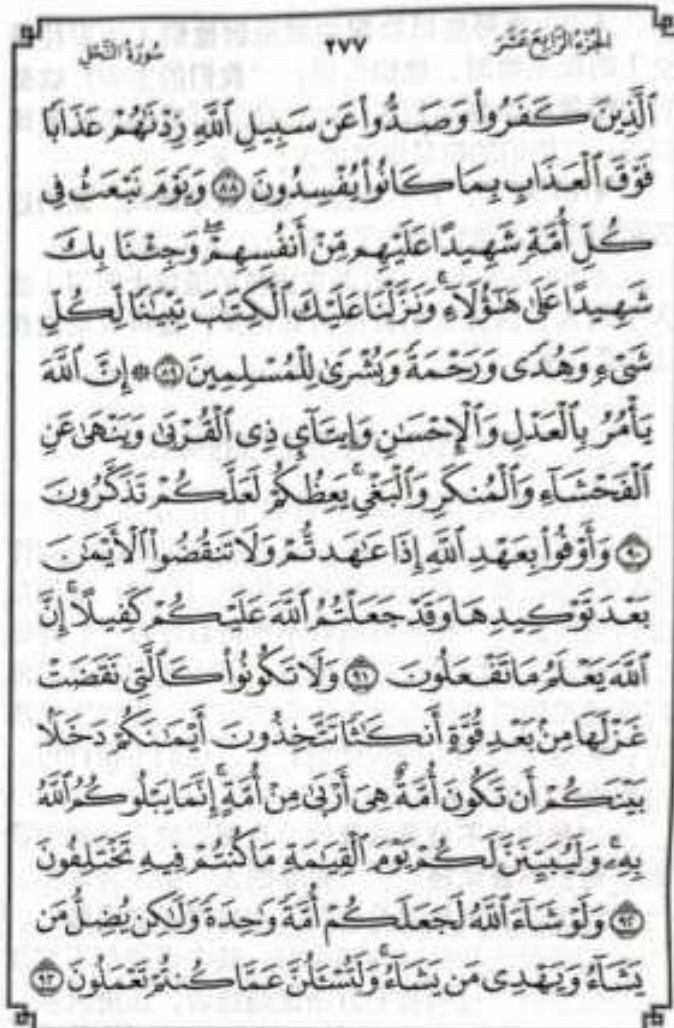 الجزء الرابع عشر ٢٧٧ سورة النحل
ٱلَّذِينَ كَفَرُوا۟ وَصَدُّوا۟ عَن سَبِيلِ ٱللَّهِ زِدْنَٰهُمْ عَذَابًا
فَوْقَ ٱلْعَذَابِ بِمَا كَانُوا۟ يُفْسِدُونَ ٨٨ وَيَوْمَ نَبْعَثُ فِى
كُلِّ أُمَّةٍ شَهِيدًا عَلَيْهِم مِّنْ أَنفُسِهِمْ ۖ وَجِئْنَا بِكَ
شَهِيدًا عَلَىٰ هَٰٓؤُلَآءِ ۚ وَنَزَّلْنَا عَلَيْكَ ٱلْكِتَٰبَ تِبْيَٰنًا لِّكُلِّ
شَىْءٍ وَهُدًى وَرَحْمَةً وَبُشْرَىٰ لِلْمُسْلِمِينَ ٨٩ ۞ إِنَّ ٱللَّهَ
يَأْمُرُ بِٱلْعَدْلِ وَٱلْإِحْسَٰنِ وَإِيتَآئِ ذِى ٱلْقُرْبَىٰ وَيَنْهَىٰ عَنِ
ٱلْفَحْشَآءِ وَٱلْمُنكَرِ وَٱلْبَغْىِ ۚ يَعِظُكُمْ لَعَلَّكُمْ تَذَكَّرُونَ
٩٠ وَأَوْفُوا۟ بِعَهْدِ ٱللَّهِ إِذَا عَٰهَدتُّمْ وَلَا تَنقُضُوا۟ ٱلْأَيْمَٰنَ
بَعْدَ تَوْكِيدِهَا وَقَدْ جَعَلْتُمُ ٱللَّهَ عَلَيْكُمْ كَفِيلًا ۚ إِنَّ
ٱللَّهَ يَعْلَمُ مَا تَفْعَلُونَ ٩١ وَلَا تَكُونُوا۟ كَٱلَّتِى نَقَضَتْ
غَزْلَهَا مِنۢ بَعْدِ قُوَّةٍ أَنكَٰثًا تَتَّخِذُونَ أَيْمَٰنَكُمْ دَخَلًۢا
بَيْنَكُمْ أَن تَكُونَ أُمَّةٌ هِىَ أَرْبَىٰ مِنْ أُمَّةٍ ۚ إِنَّمَا يَبْلُوكُمُ ٱللَّهُ
بِهِۦ ۚ وَلَيُبَيِّنَنَّ لَكُمْ يَوْمَ ٱلْقِيَٰمَةِ مَا كُنتُمْ فِيهِ تَخْتَلِفُونَ
٩٢ وَلَوْ شَآءَ ٱللَّهُ لَجَعَلَكُمْ أُمَّةً وَٰحِدَةً وَلَٰكِن يُضِلُّ مَن
يَشَآءُ وَيَهْدِى مَن يَشَآءُ ۚ وَلَتُسْـَٔلُنَّ عَمَّا كُنتُمْ تَعْمَلُونَ ٩٣